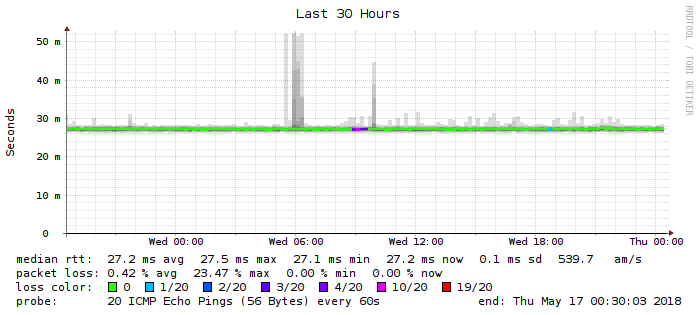 Last 30 Hours
RRDTOOL / TOBI OETIKER
Seconds
50 m
40 m
30 m
20 m
10 m
0
Wed 00:00 Wed 06:00 Wed 12:00 Wed 18:00 Thu 00:00
median rtt: 27.2 ms avg 27.5 ms max 27.1 ms min 27.2 ms now 0.1 ms sd 539.7 am/s
packet loss: 0.42 % avg 23.47 % max 0.00 % min 0.00 % now
loss color: 0 1/20 2/20 3/20 4/20 10/20 19/20
probe: 20 ICMP Echo Pings (56 Bytes) every 60s end: Thu May 17 00:30:03 2018